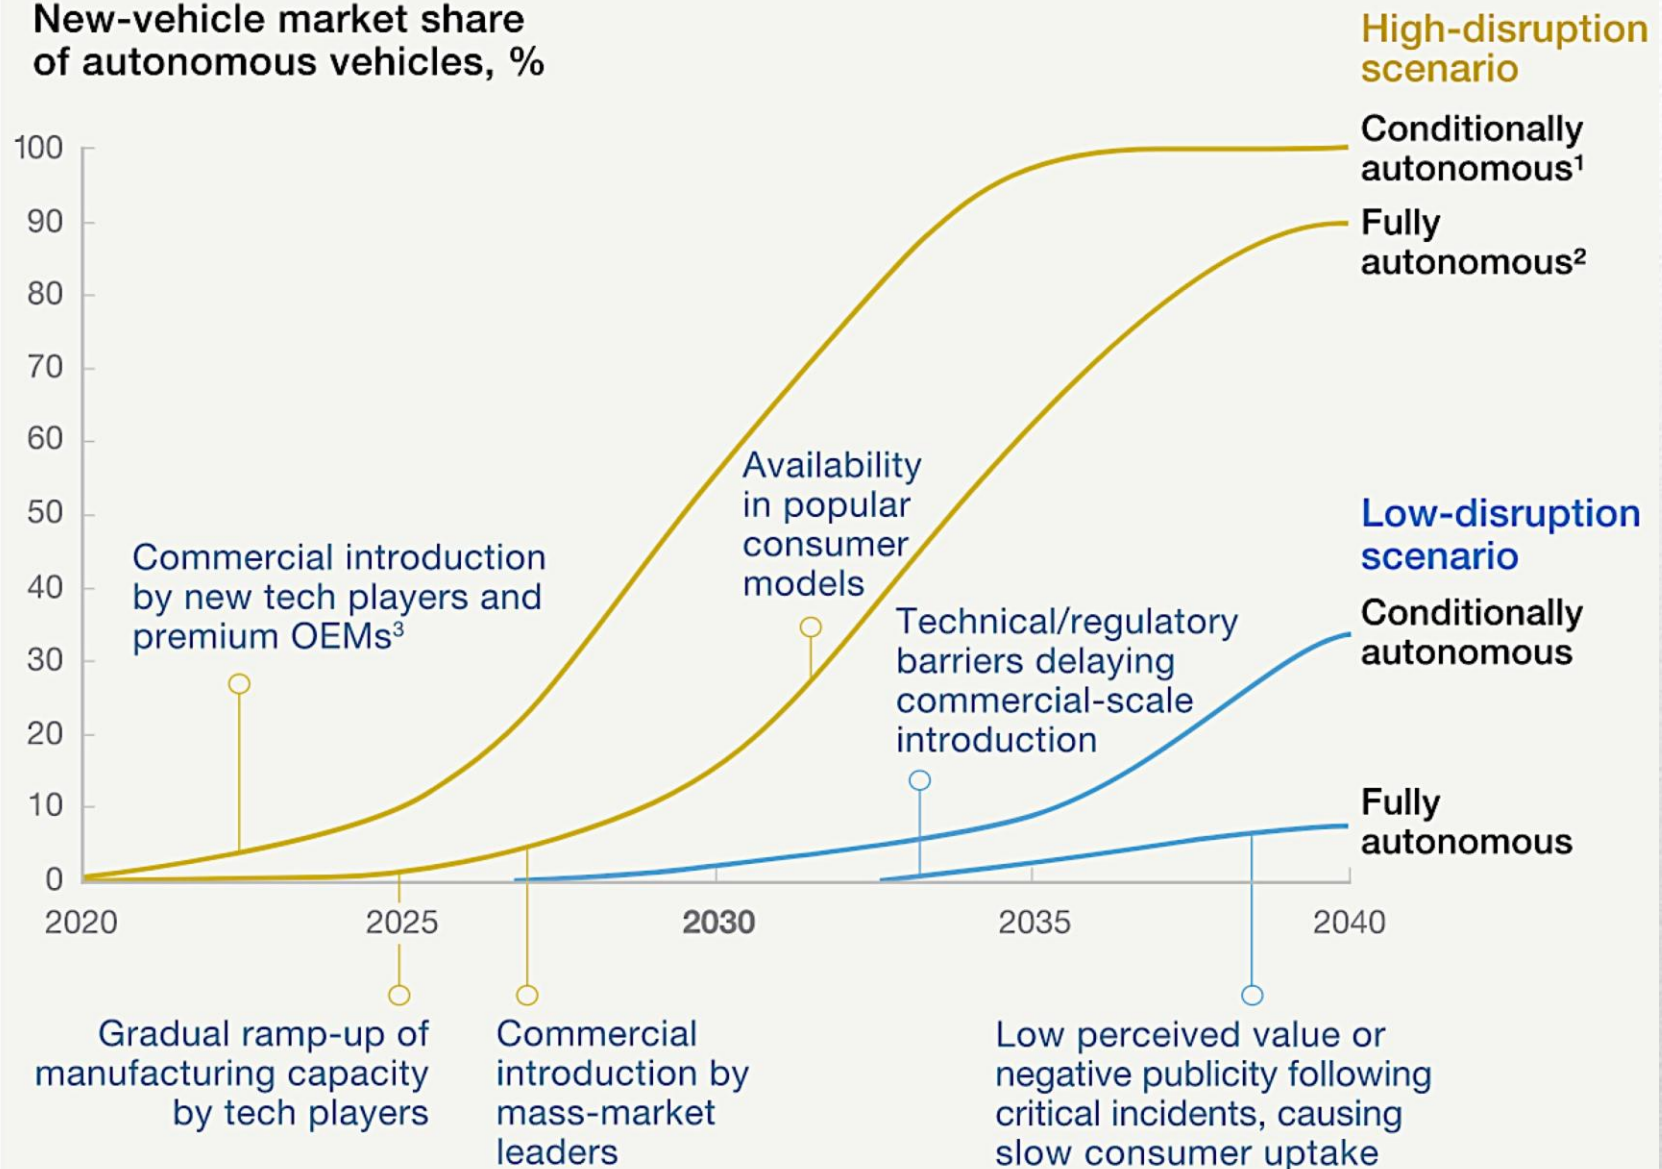 New-vehicle market share
of autonomous vehicles, %
High-disruption
scenario
Conditionally
autonomous¹
Fully
autonomous²
100
90
80
70
60
50
40
30
20
10
0
Commercial introduction
by new tech players and
premium OEMs³
Availability
in popular
consumer
models
Technical/regulatory
barriers delaying
commercial-scale
introduction
Low-disruption
scenario
Conditionally
autonomous
Fully
autonomous
2020
2025
2030
2035
2040
Gradual ramp-up of
manufacturing capacity
by tech players
Commercial
introduction by
mass-market
leaders
Low perceived value or
negative publicity following
critical incidents, causing
slow consumer uptake